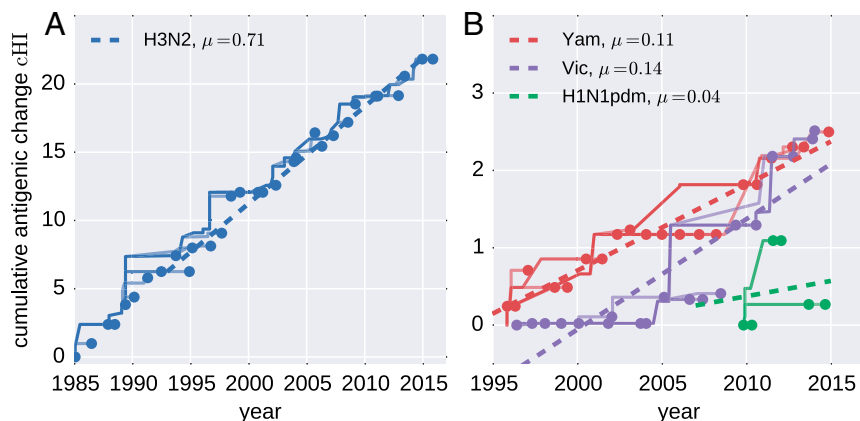 A
H3N2, μ=0.71
cumulative antigenic change cHI
20
15
10
5
0
1985 1990 1995 2000 2005 2010 2015
year
B
Yam, μ=0.11
Vic, μ=0.14
H1N1pdm, μ=0.04
3
2
1
0
1995 2000 2005 2010 2015
year